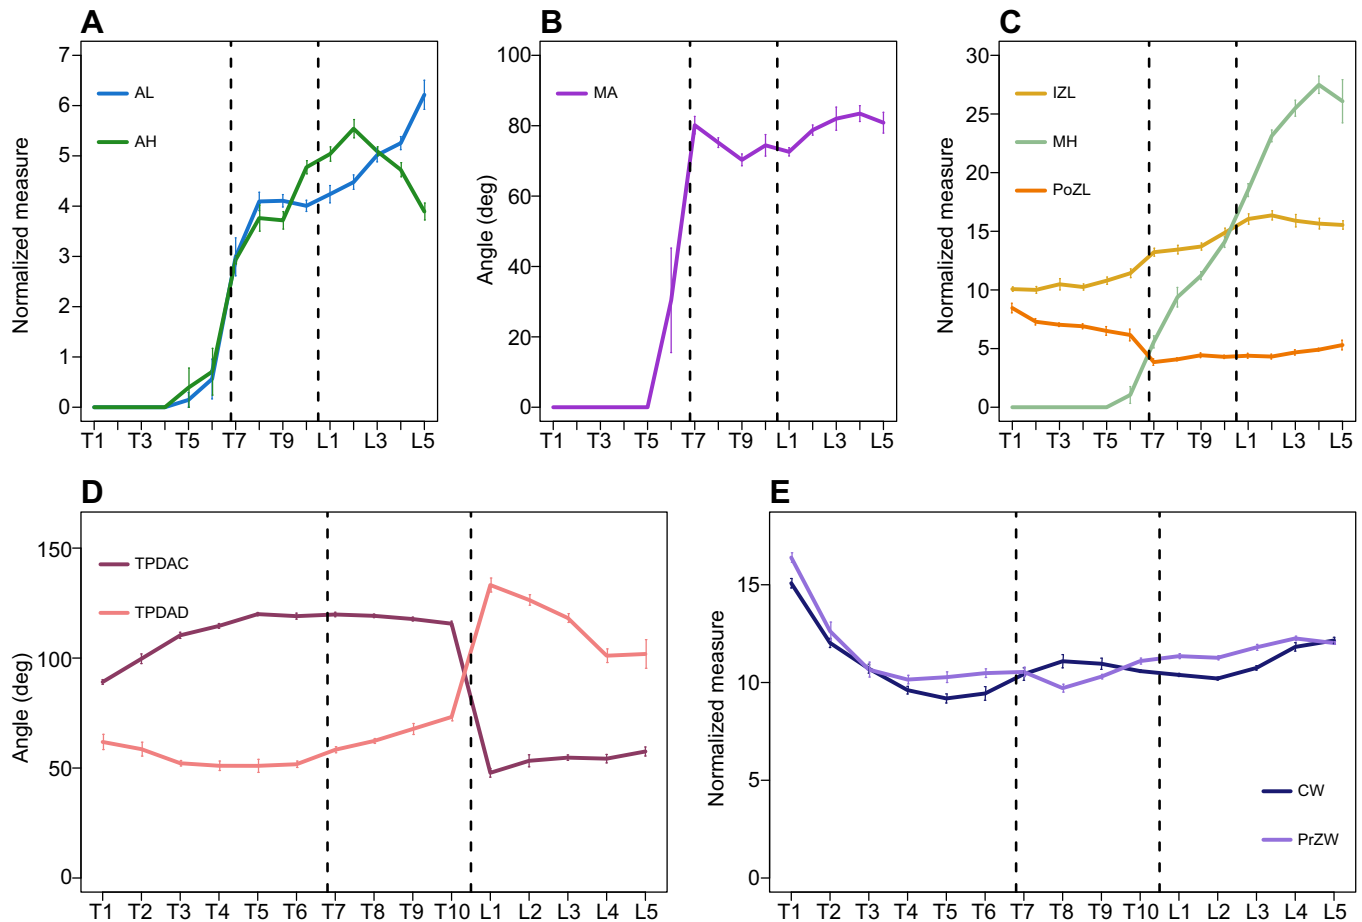 A
Normalized measure
7
6
5
4
3
2
1
0
AL
AH
T1 T3 T5 T7 T9 L1 L3 L5
B
Angle (deg)
100
80
60
40
20
0
MA
T1 T3 T5 T7 T9 L1 L3 L5
C
Normalized measure
30
25
20
15
10
5
0
IZL
MH
PoZL
T1 T3 T5 T7 T9 L1 L3 L5
D
Angle (deg)
150
100
50
0
TPDAC
TPDAD
T1 T2 T3 T4 T5 T6 T7 T8 T9 T10 L1 L2 L3 L4 L5
E
Normalized measure
15
10
5
0
CW
PrZW
T1 T2 T3 T4 T5 T6 T7 T8 T9 T10 L1 L2 L3 L4 L5